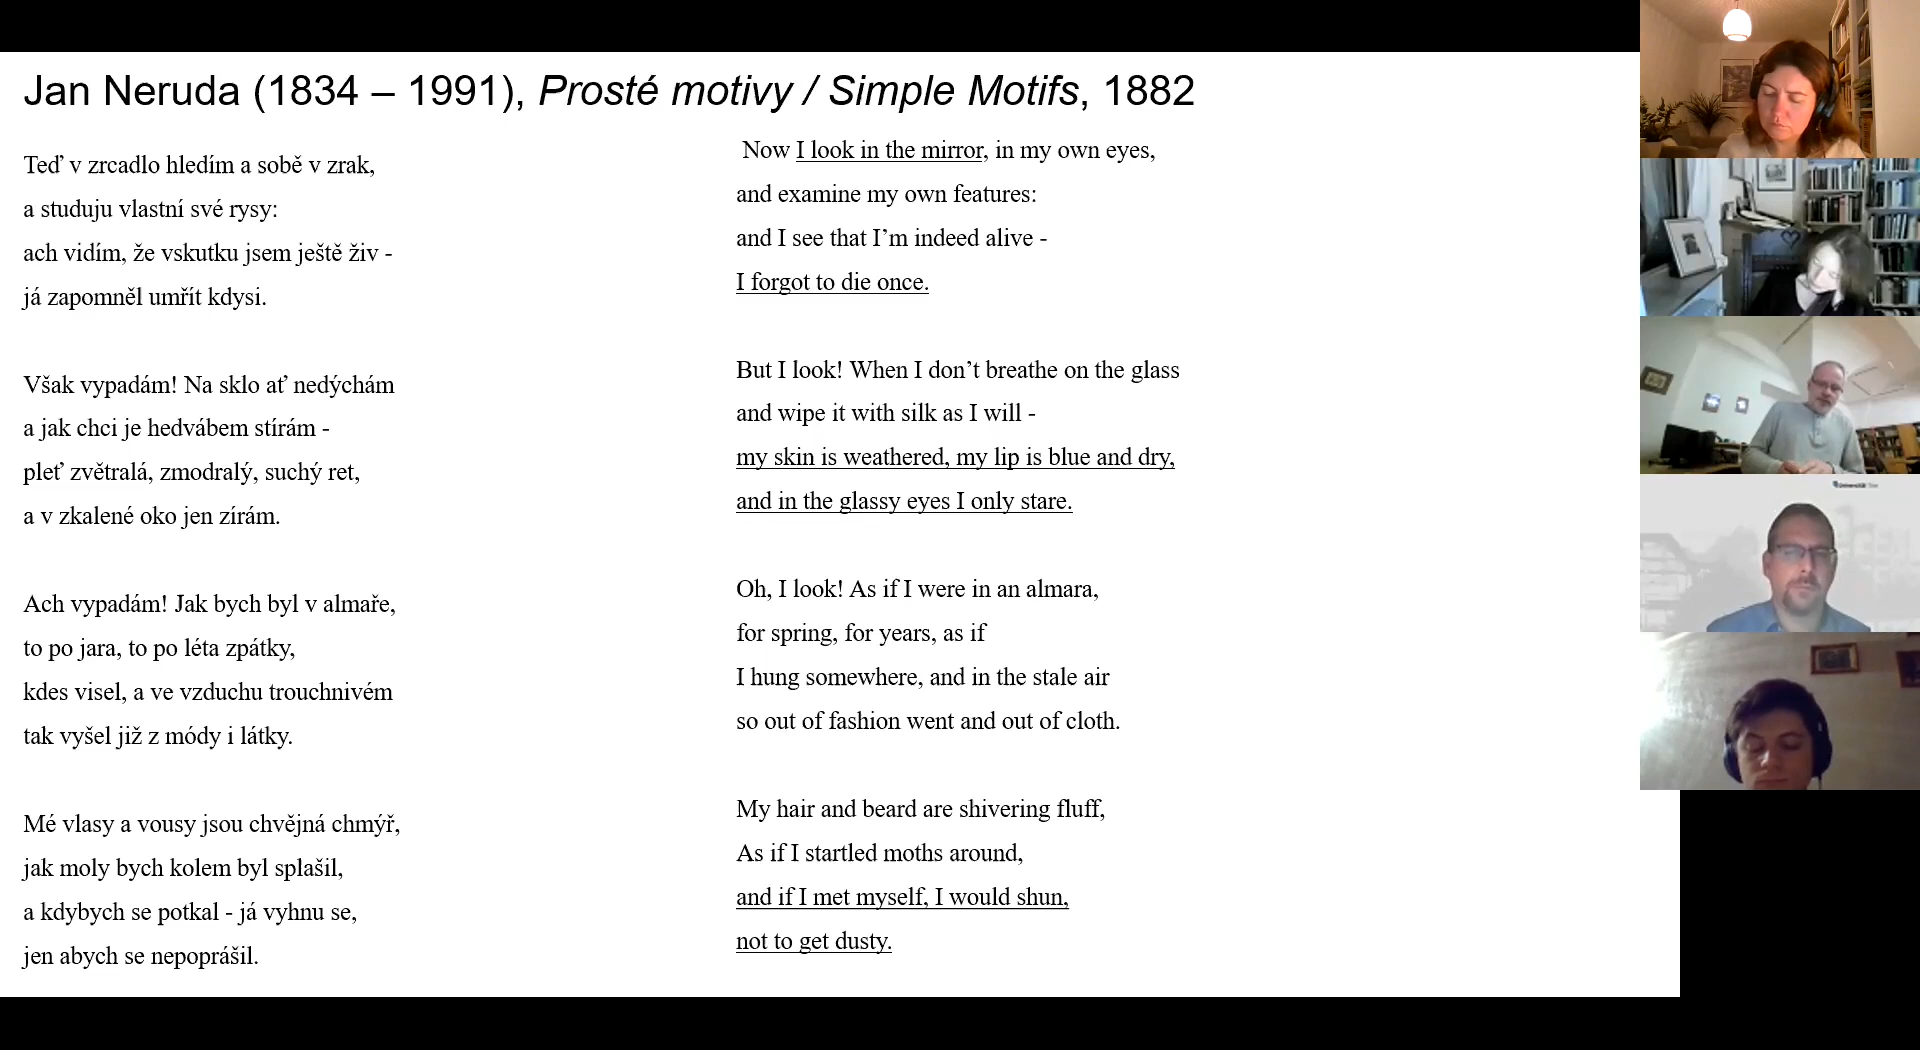 Jan Neruda (1834 – 1991), Prosté motivy / Simple Motifs, 1882
Teď v zrcadlo hledím a sobě v zrak,
a studuju vlastní své rysy:
ach vidím, že vskutku jsem ještě živ -
já zapomněl umřít kdysi.
Však vypadám! Na sklo ať nedýchám
a jak chci je hedvábem stírám -
pleť zvětralá, zmodralý, suchý ret,
a v zkalené oko jen zírám.
Ach vypadám! Jak bych byl v almaře,
to po jara, to po léta zpátky,
kdes visel, a ve vzduchu trouchnivém
tak vyšel již z módy i látky.
Mé vlasy a vousy jsou chvějná chmýř,
jak moly bych kolem byl splašil,
a kdybych se potkal - já vyhnu se,
jen abych se nepoprášil.
Now I look in the mirror, in my own eyes,
and examine my own features:
and I see that I’m indeed alive -
I forgot to die once.
But I look! When I don’t breathe on the glass
and wipe it with silk as I will -
my skin is weathered, my lip is blue and dry,
and in the glassy eyes I only stare.
Oh, I look! As if I were in an almara,
for spring, for years, as if
I hung somewhere, and in the stale air
so out of fashion went and out of cloth.
My hair and beard are shivering fluff,
As if I startled moths around,
and if I met myself, I would shun,
not to get dusty.